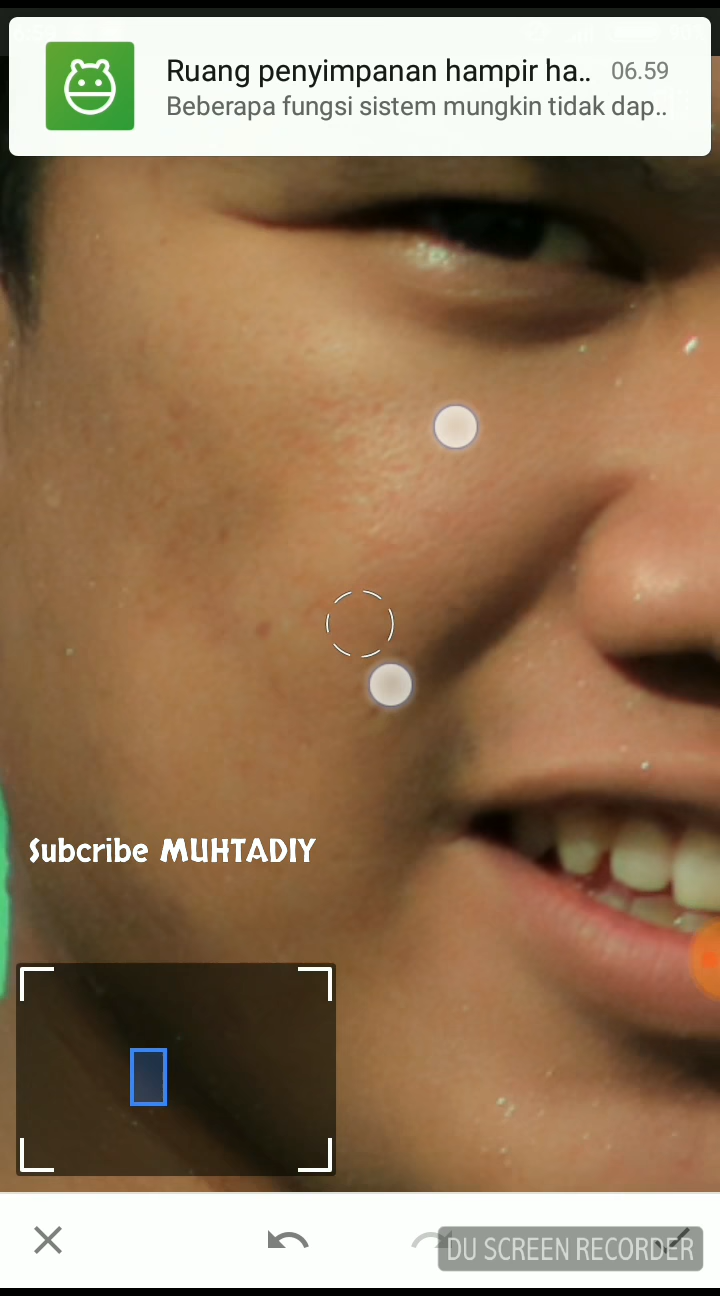 Ruang penyimpanan hampir ha.. 06.59
Beberapa fungsi sistem mungkin tidak dap..
Subcribe MUHTADIY
DU SCREEN RECORDER